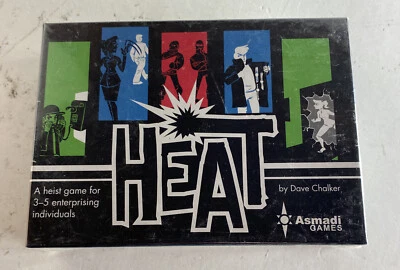 HEAT
A heist game for
3–5 enterprising
individuals
by Dave Chalker
Asmadi
GAMES